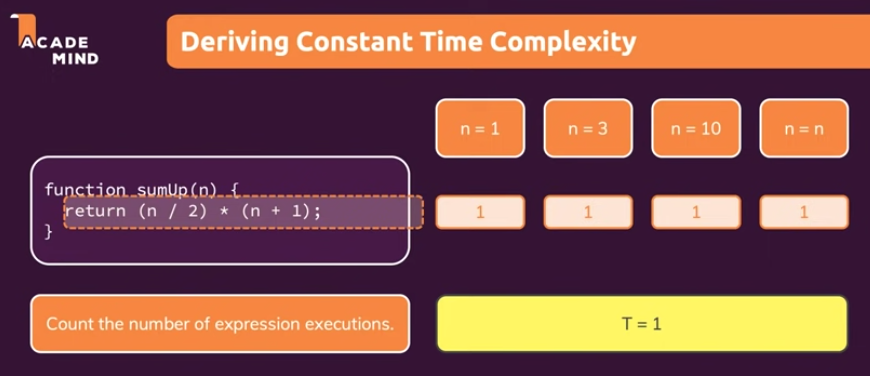 ACADE
MIND
Deriving Constant Time Complexity
n = 1
n = 3
n = 10
n = n
function sumUp(n) {
return (n / 2) * (n + 1);
}
1
1
1
1
Count the number of expression executions.
T = 1